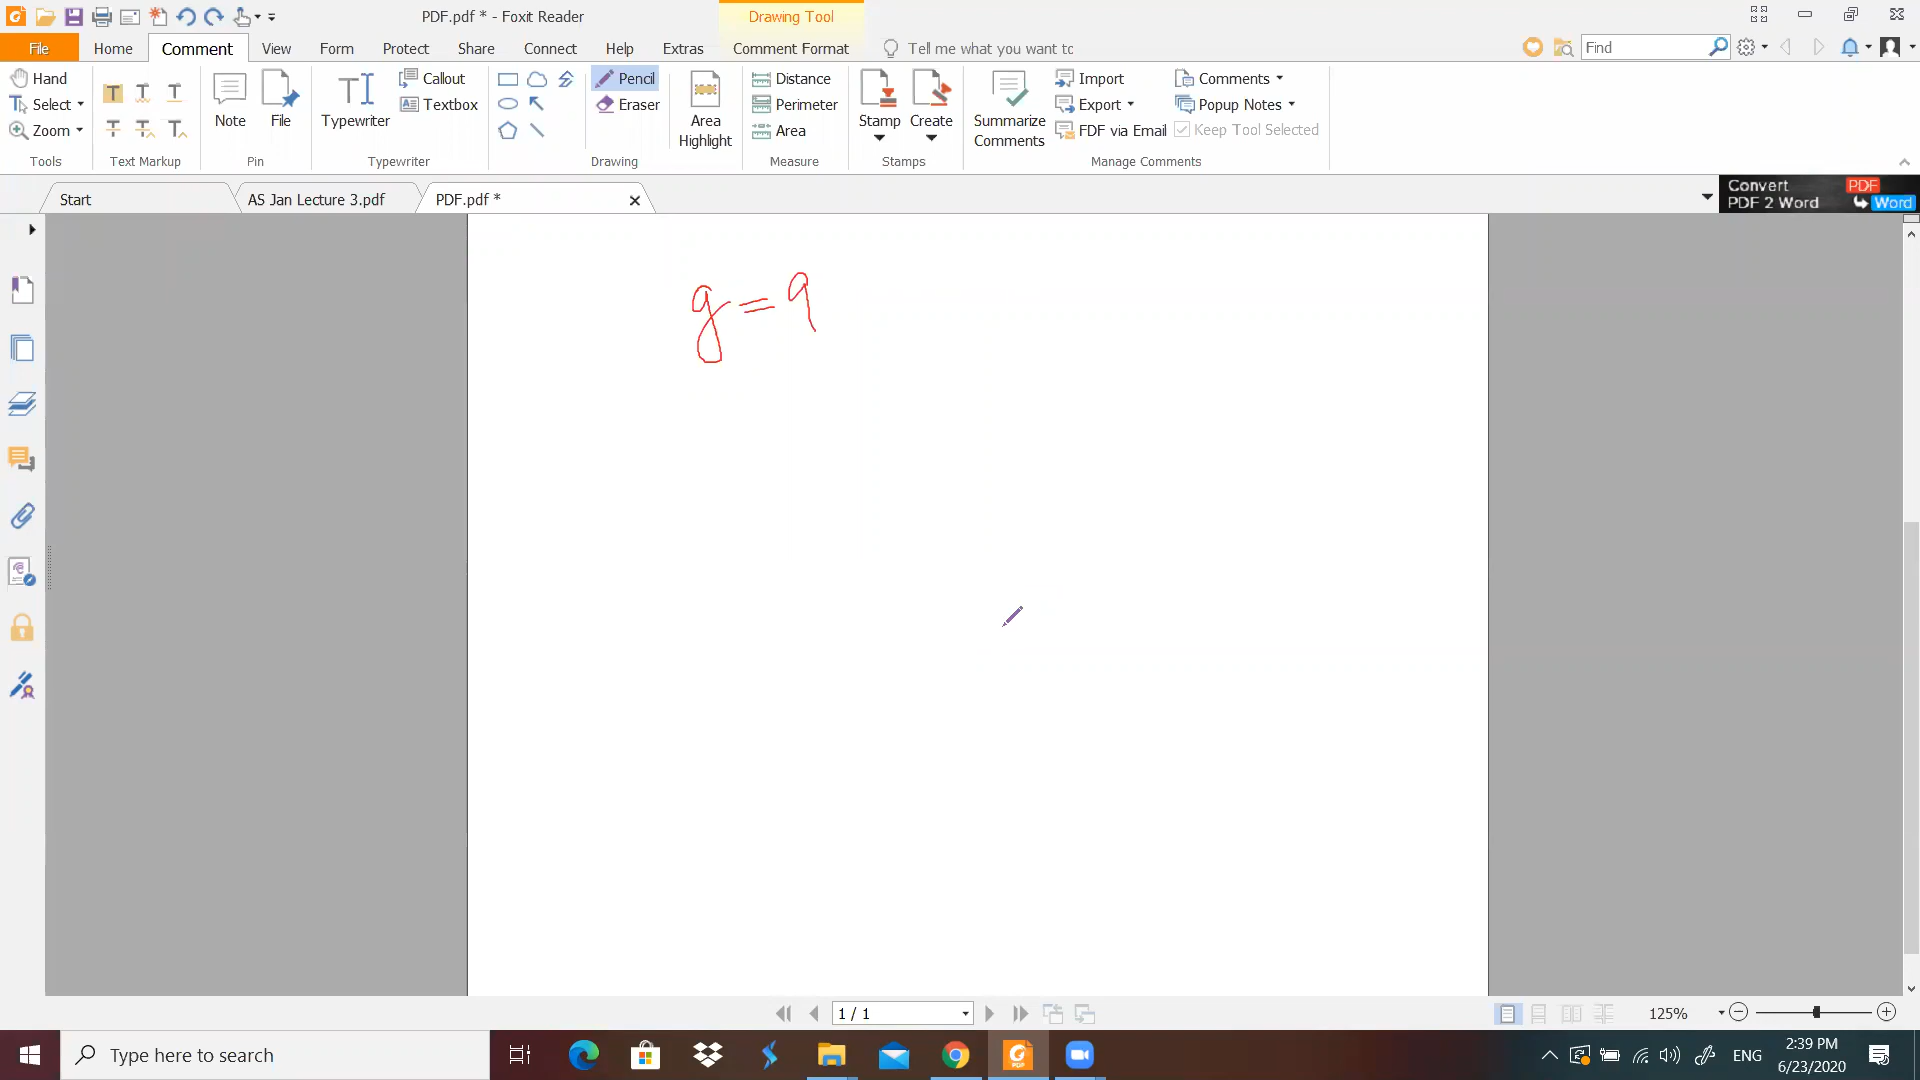 PDF.pdf * - Foxit Reader
Drawing Tool
File Home Comment View Form Protect Share Connect Help Extras Comment Format Tell me what you want to
Find
Hand
Select
Zoom
Tools
Text Markup
Note
File
Pin
Typewriter
Callout
Textbox
Typewriter
Pencil
Eraser
Drawing
Area
Highlight
Distance
Perimeter
Area
Measure
Stamp
Create
Stamps
Summarize
Comments
Import
Export
FDF via Email
Comments
Popup Notes
Keep Tool Selected
Manage Comments
Start
AS Jan Lecture 3.pdf
PDF.pdf *
Convert PDF
PDF 2 Word Word
g = 9
1 / 1
125%
Type here to search
PDF
ENG
2:39 PM
6/23/2020